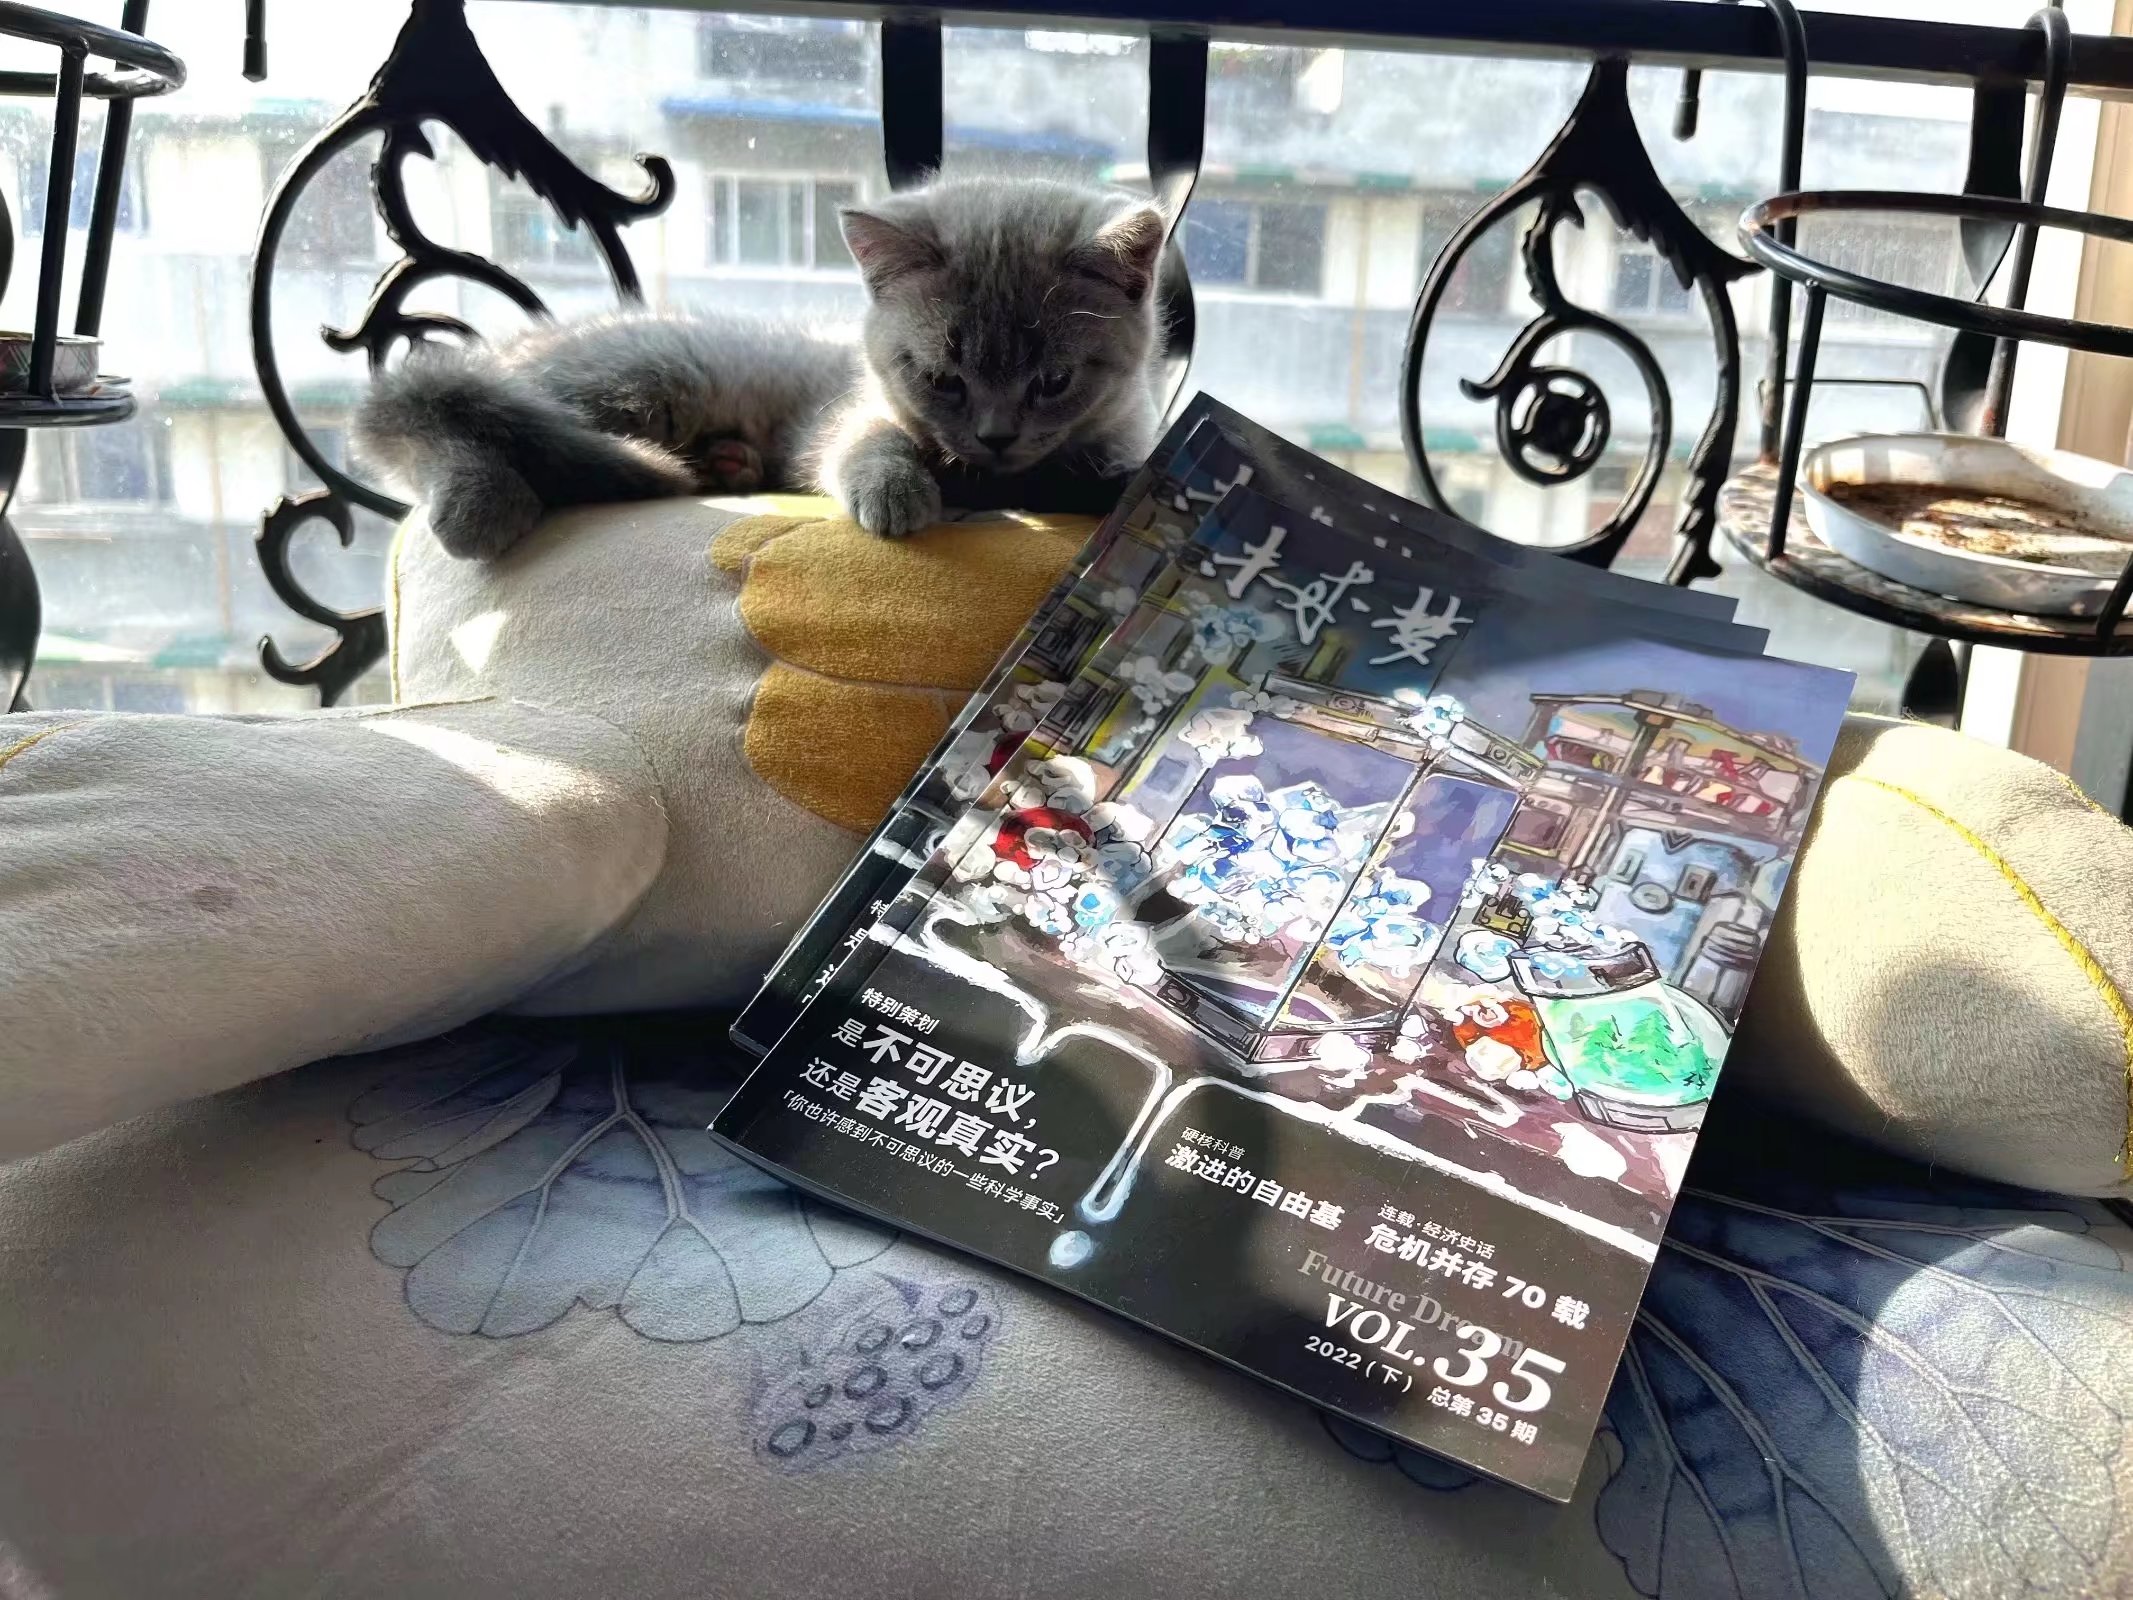 未来梦
特
是
还
「
特别策划
是不可思议，
还是客观真实？
「你也许感到不可思议的一些科学事实」
硬核科普
激进的自由基
连载·经济史话
危机并存 70 载
Future Dream
VOL.35
2022（下） 总第 35 期